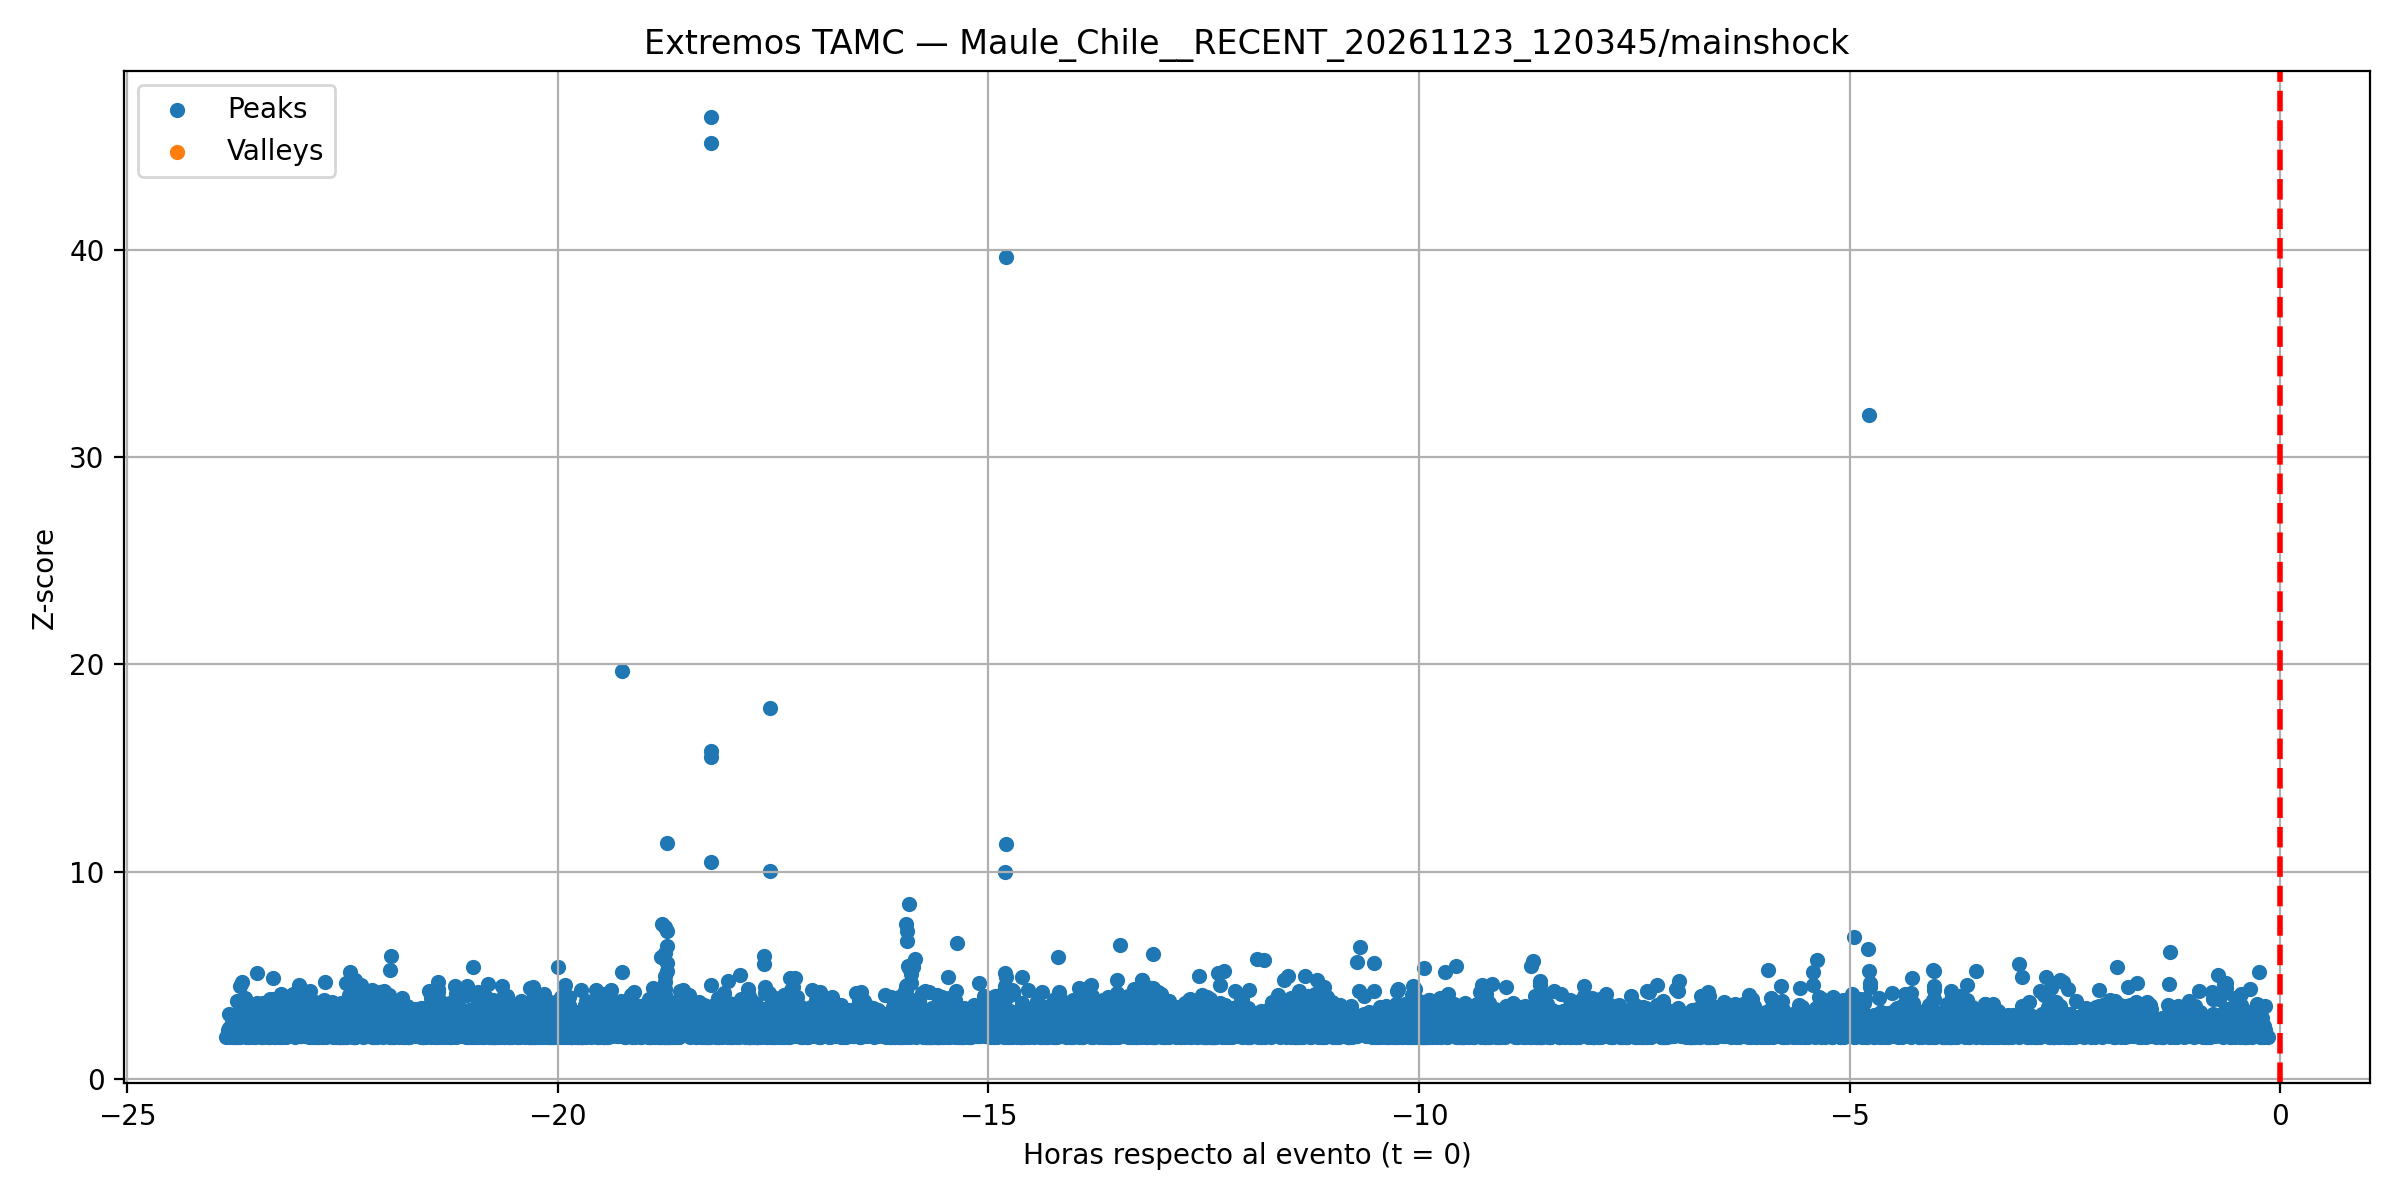 Extremos TAMC — Maule_Chile__RECENT_20261123_120345/mainshock
Peaks
Valleys
Z-score
40
30
20
10
0
−25
−20
−15
−10
−5
0
Horas respecto al evento (t = 0)